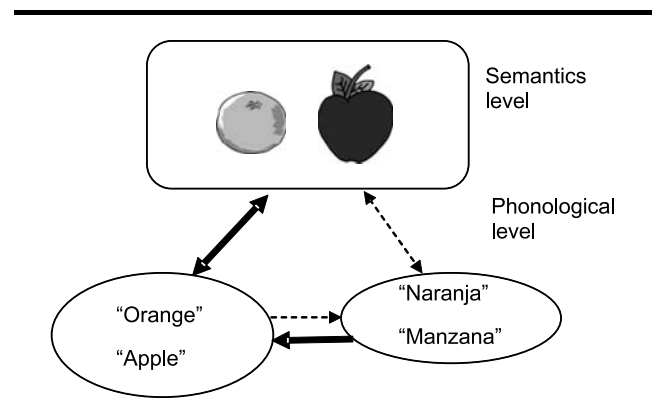 Semantics
level
Phonological
level
“Orange”
“Apple”
“Naranja”
“Manzana”